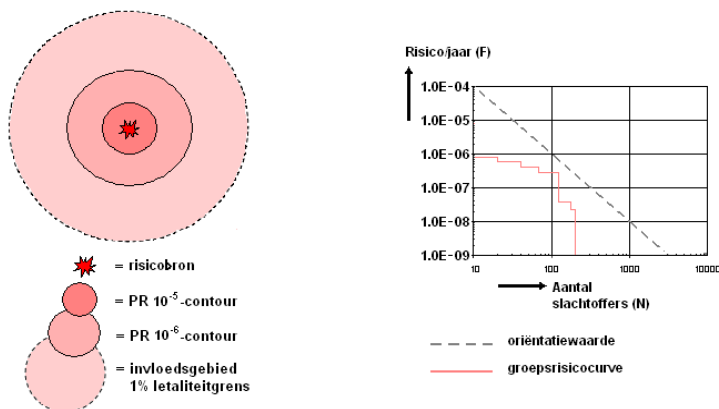 = risicobron
= PR 10⁻⁵-contour
= PR 10⁻⁶-contour
= invloedsgebied
1% letaliteitgrens
Risico/jaar (F)
1.0E-04
1.0E-05
1.0E-06
1.0E-07
1.0E-08
1.0E-09
10 100 1000 10000
Aantal
slachtoffers (N)
oriëntatiewaarde
groepsrisicocurve